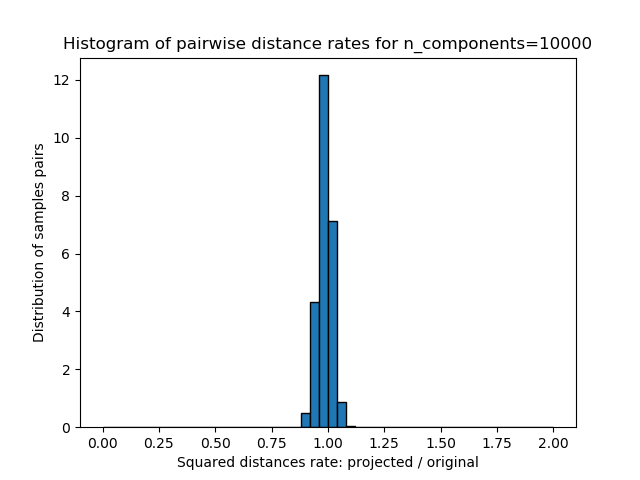 Histogram of pairwise distance rates for n_components=10000
Distribution of samples pairs
12
10
8
6
4
2
0
0.00 0.25 0.50 0.75 1.00 1.25 1.50 1.75 2.00
Squared distances rate: projected / original